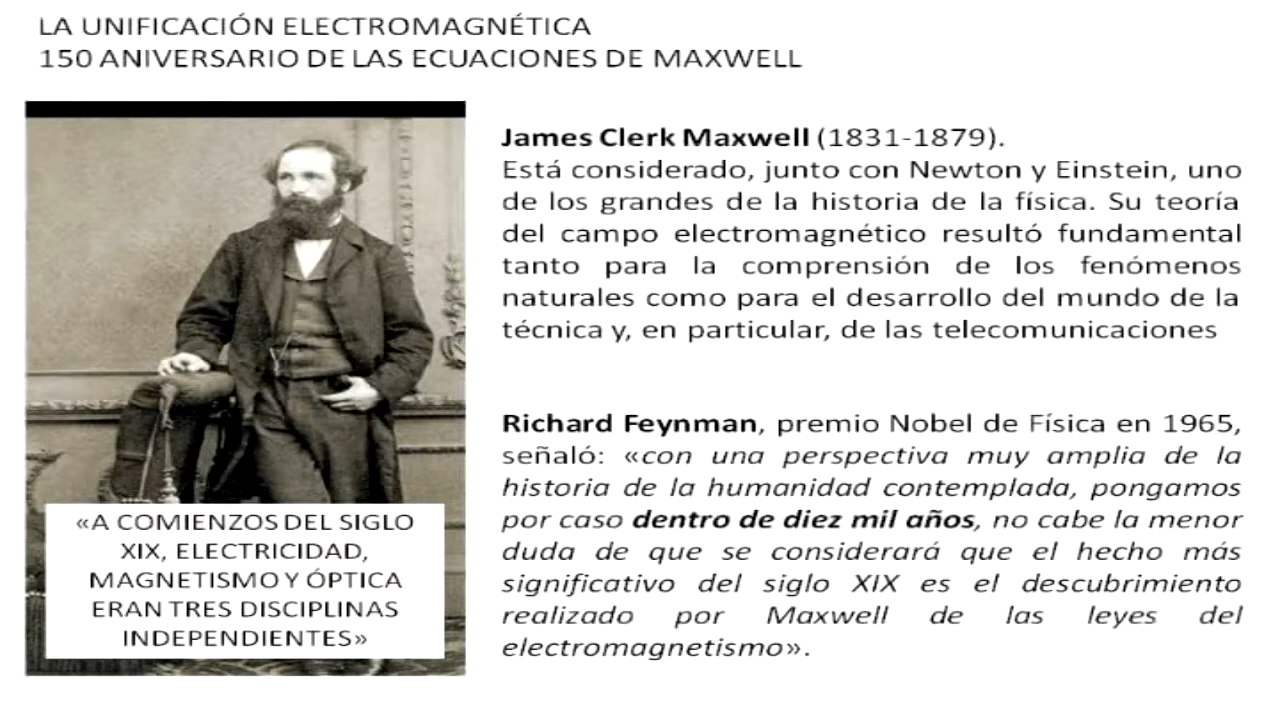 LA UNIFICACIÓN ELECTROMAGNÉTICA
150 ANIVERSARIO DE LAS ECUACIONES DE MAXWELL
James Clerk Maxwell (1831-1879).
Está considerado, junto con Newton y Einstein, uno
de los grandes de la historia de la física. Su teoría
del campo electromagnético resultó fundamental
tanto para la comprensión de los fenómenos
naturales como para el desarrollo del mundo de la
técnica y, en particular, de las telecomunicaciones
Richard Feynman, premio Nobel de Física en 1965,
señaló: «con una perspectiva muy amplia de la
historia de la humanidad contemplada, pongamos
por caso dentro de diez mil años, no cabe la menor
duda de que se considerará que el hecho más
significativo del siglo XIX es el descubrimiento
realizado por Maxwell de las leyes del
electromagnetismo».
«A COMIENZOS DEL SIGLO
XIX, ELECTRICIDAD,
MAGNETISMO Y ÓPTICA
ERAN TRES DISCIPLINAS
INDEPENDIENTES»